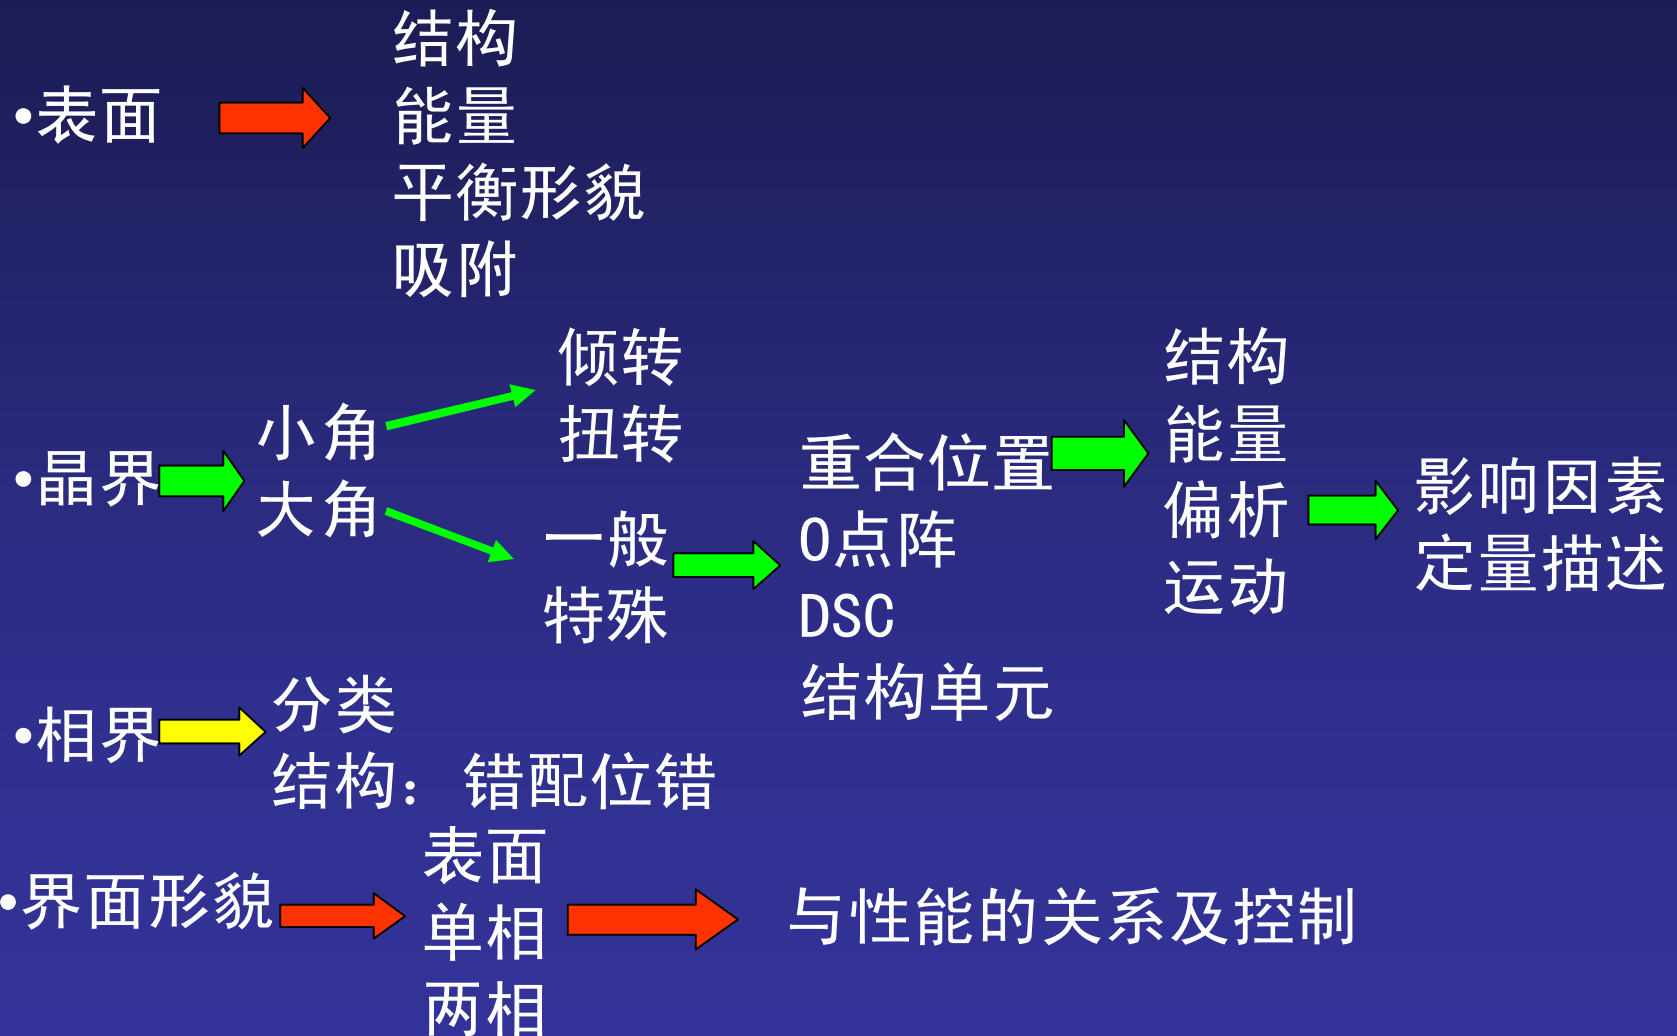 •表面
结构
能量
平衡形貌
吸附
•晶界
小角
大角
倾转
扭转
一般
特殊
重合位置
O点阵
DSC
结构单元
结构
能量
偏析
运动
影响因素
定量描述
•相界
分类
结构：错配位错
•界面形貌
表面
单相
两相
与性能的关系及控制